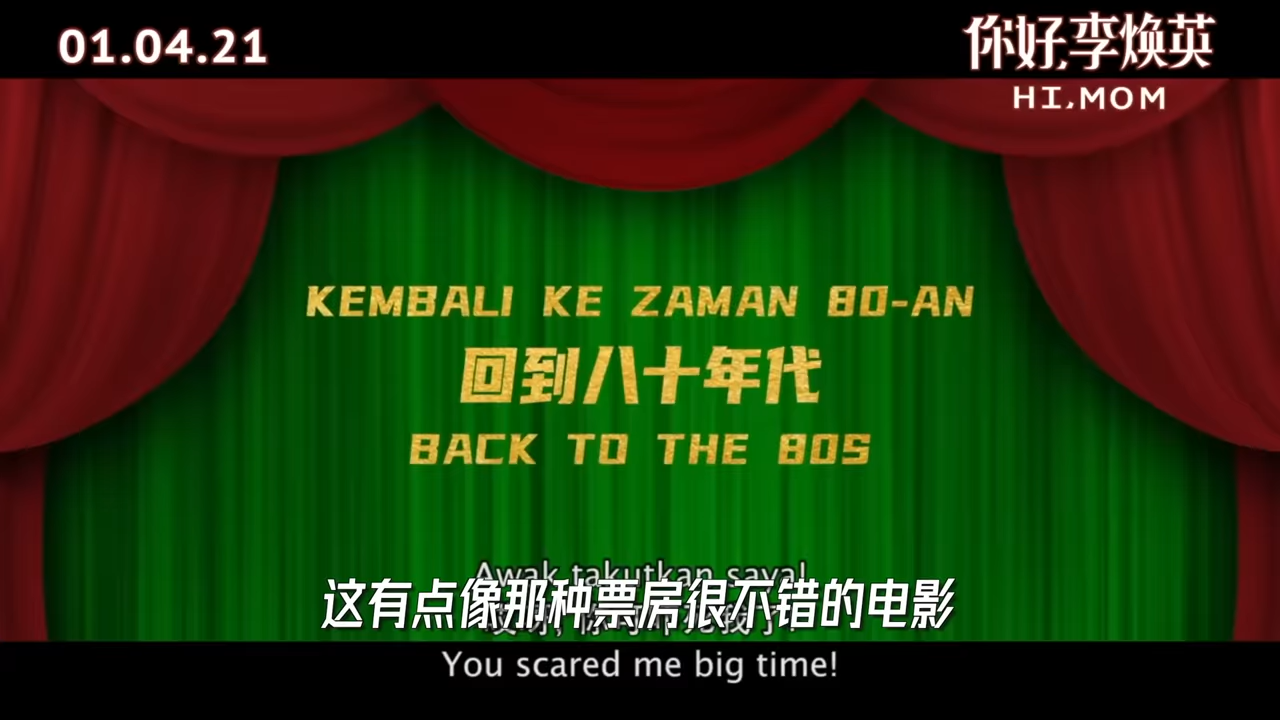 01.04.21
你好,李焕英
HI,MOM
KEMBALI KE ZAMAN 80-AN
回到八十年代
BACK TO THE 80S
Awak takutkan saya!
这有点像那种票房很不错的电影
You scared me big time!